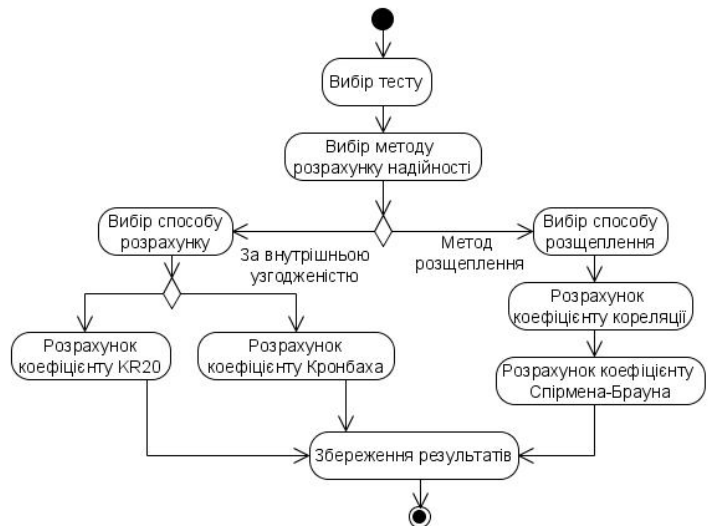 Вибір тесту
Вибір методу
розрахунку надійності
Вибір способу
розрахунку
За внутрішньою
узгодженістю
Метод
розщеплення
Вибір способу
розщеплення
Розрахунок
коефіцієнту KR20
Розрахунок
коефіцієнту Кронбаха
Розрахунок
коефіцієнту кореляції
Розрахунок коефіцієнту
Спірмена-Брауна
Збереження результатів